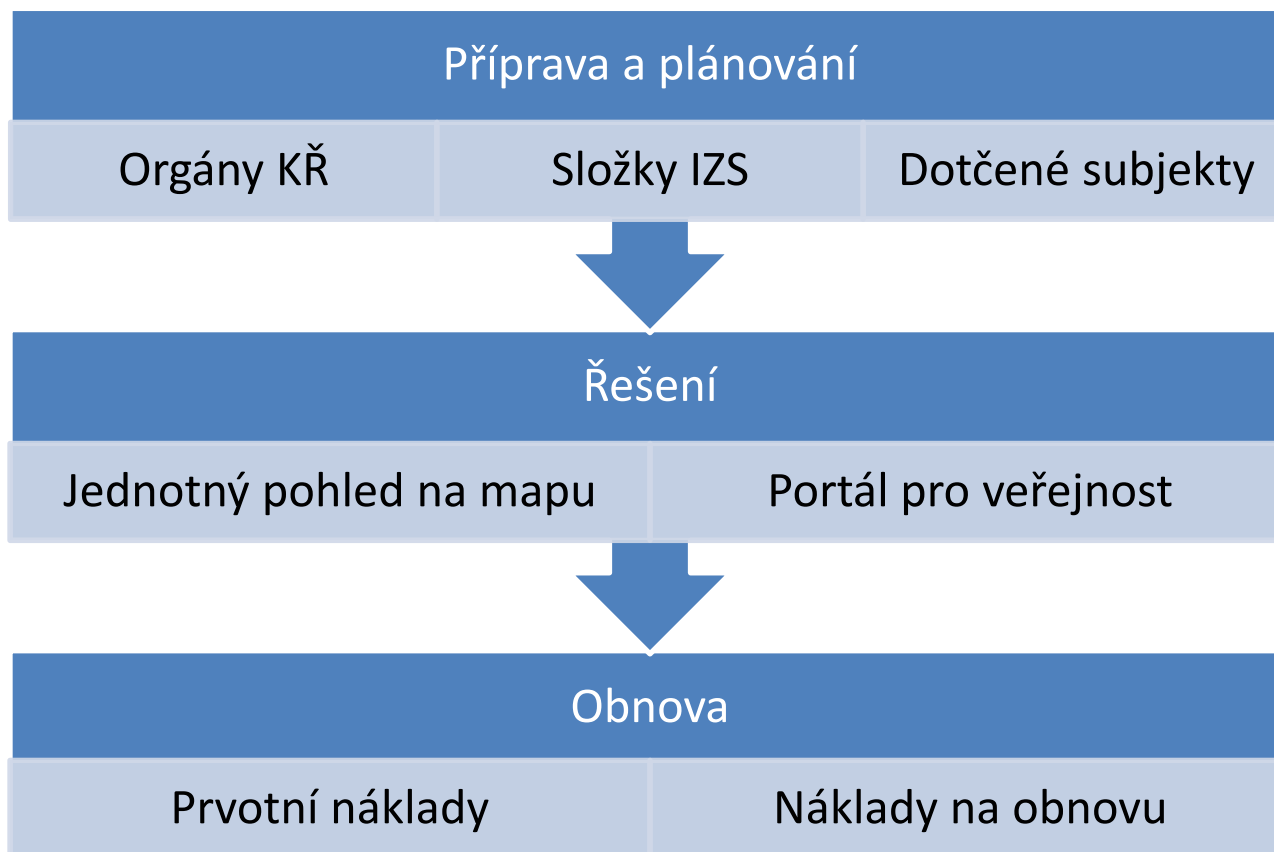 Příprava a plánování
Orgány KŘ
Složky IZS
Dotčené subjekty
Řešení
Jednotný pohled na mapu
Portál pro veřejnost
Obnova
Prvotní náklady
Náklady na obnovu